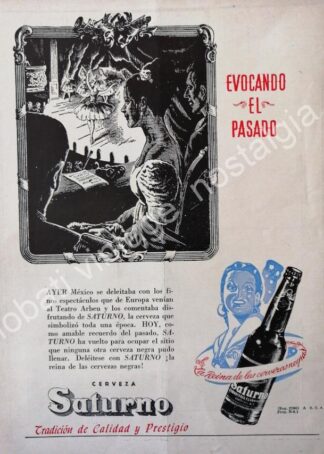 EVOCANDO
EL
PASADO
AYER México se deleitaba con los fi-
nos espectáculos que de Europa venían
al Teatro Arbeu y los comentaba dis-
frutando de SATURNO, la cerveza que
simbolizó toda una época. HOY, co-
mo amable recuerdo del pasado, SA-
TURNO ha vuelto para ocupar el sitio
que ninguna otra cerveza negra pudo
llenar. Deléitese con SATURNO ¡la
reina de las cervezas negras!
La Reina de las cervezas negras
Saturno
CERVEZA
Saturno
Tradición de Calidad y Prestigio